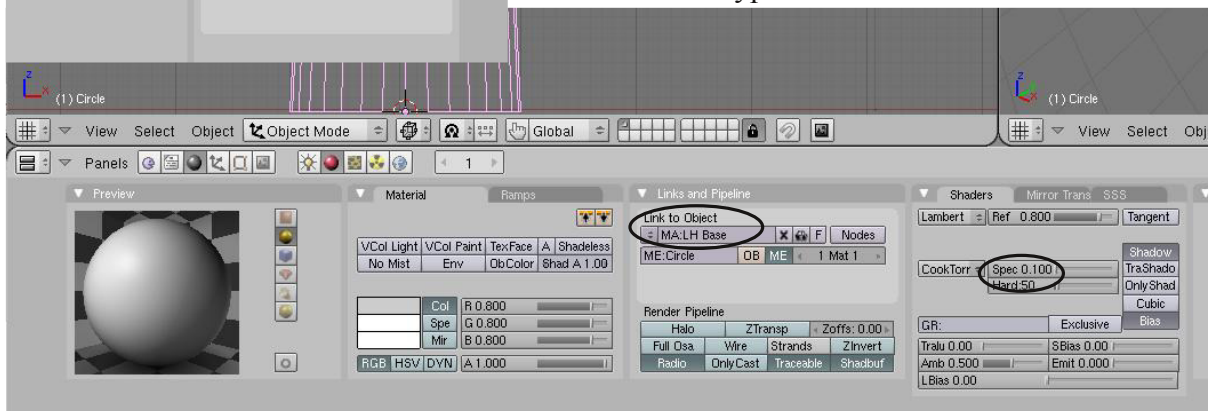 yp
z
x
(1) Circle
z
x
(1) Circle
View Select Object Object Mode Global View Select Obj
Panels 1
Preview
Material Ramps
VCol Light VCol Paint TexFace A Shadeless
No Mist Env ObColor Shad A 1.00
Col R 0.800
Spe G 0.800
Mir B 0.800
RGB HSV DYN A 1.000
Links and Pipeline
Link to Object
MA:LH Base X F Nodes
ME:Circle OB ME 1 Mat 1
Render Pipeline
Halo ZTransp Zoffs: 0.00
Full Osa Wire Strands ZInvert
Radio OnlyCast Traceable Shadbuf
Shaders Mirror Trans SSS
Lambert Ref 0.800 Tangent
Shadow
CookTorr Spec 0.100 TraShado
Hard:50 OnlyShad
Cubic
GR: Exclusive Bias
Tralu 0.00 SBias 0.00
Amb 0.500 Emit 0.000
LBias 0.00